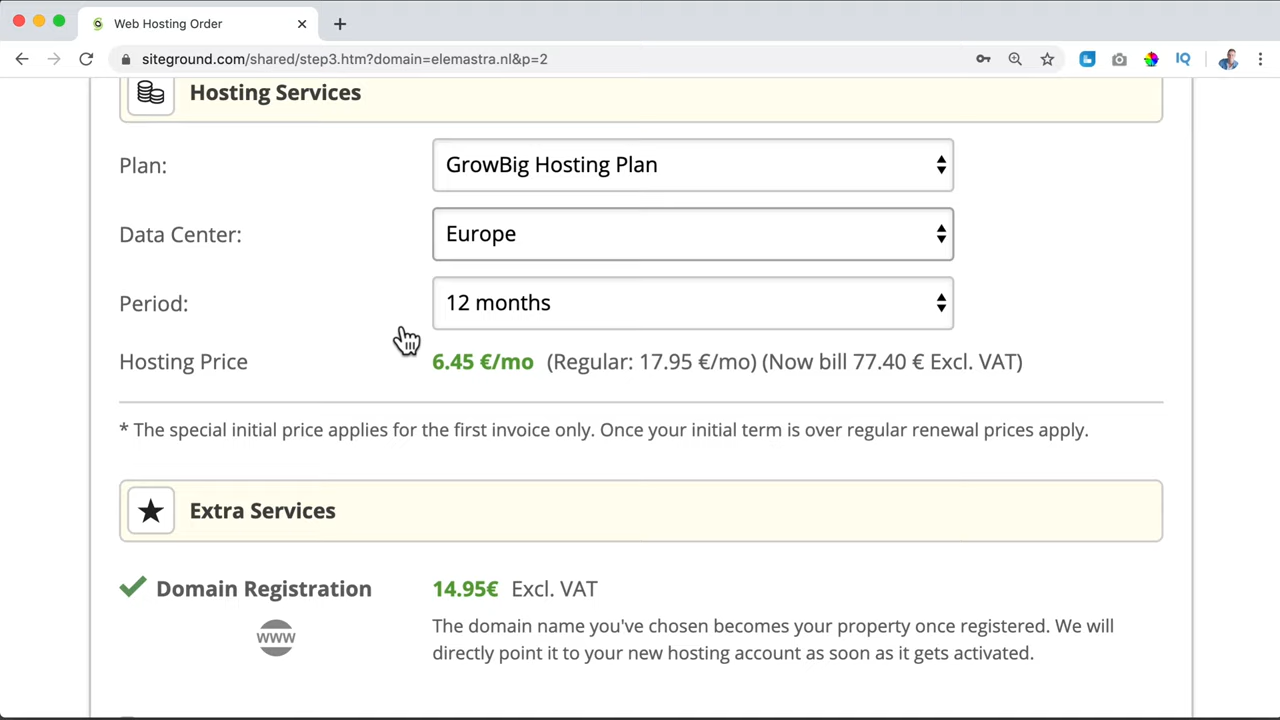 Web Hosting Order
siteground.com/shared/step3.htm?domain=elemastra.nl&p=2
IQ
Hosting Services
Plan: GrowBig Hosting Plan
Data Center: Europe
Period: 12 months
Hosting Price 6.45 €/mo (Regular: 17.95 €/mo) (Now bill 77.40 € Excl. VAT)
* The special initial price applies for the first invoice only. Once your initial term is over regular renewal prices apply.
Extra Services
Domain Registration 14.95€ Excl. VAT
www
The domain name you've chosen becomes your property once registered. We will
directly point it to your new hosting account as soon as it gets activated.